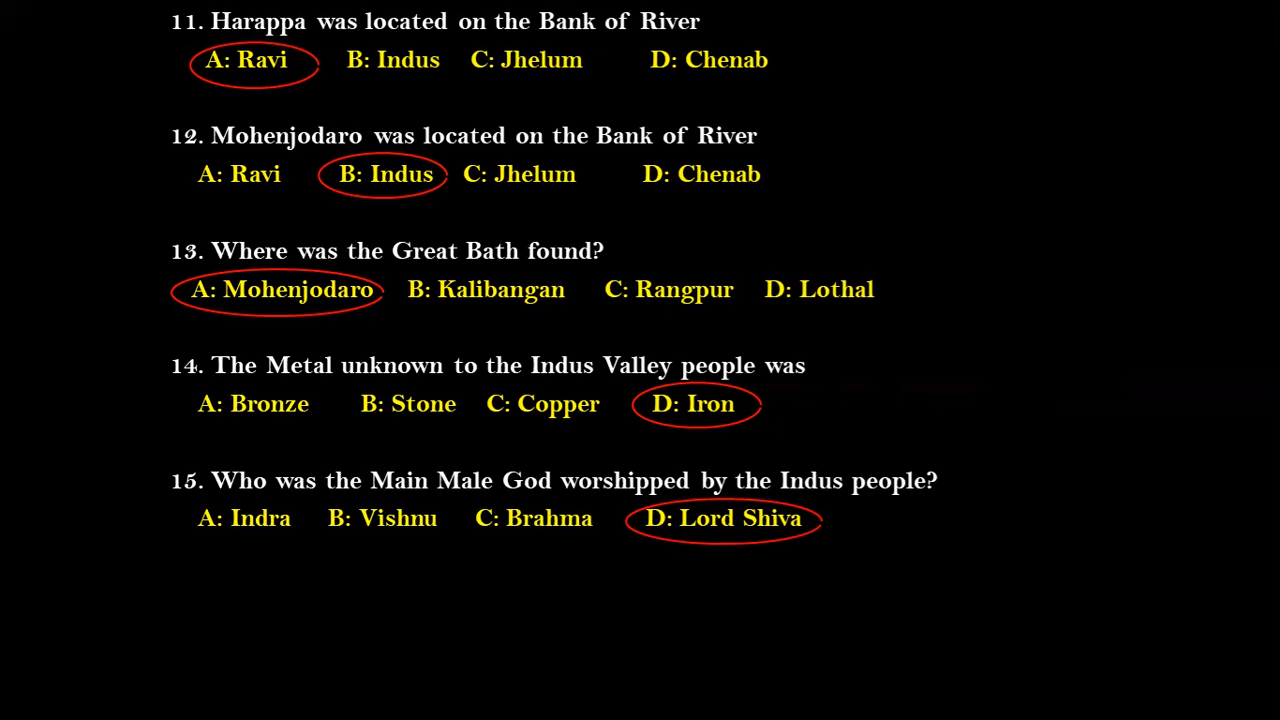 11. Harappa was located on the Bank of River
A: Ravi B: Indus C: Jhelum D: Chenab
12. Mohenjodaro was located on the Bank of River
A: Ravi B: Indus C: Jhelum D: Chenab
13. Where was the Great Bath found?
A: Mohenjodaro B: Kalibangan C: Rangpur D: Lothal
14. The Metal unknown to the Indus Valley people was
A: Bronze B: Stone C: Copper D: Iron
15. Who was the Main Male God worshipped by the Indus people?
A: Indra B: Vishnu C: Brahma D: Lord Shiva